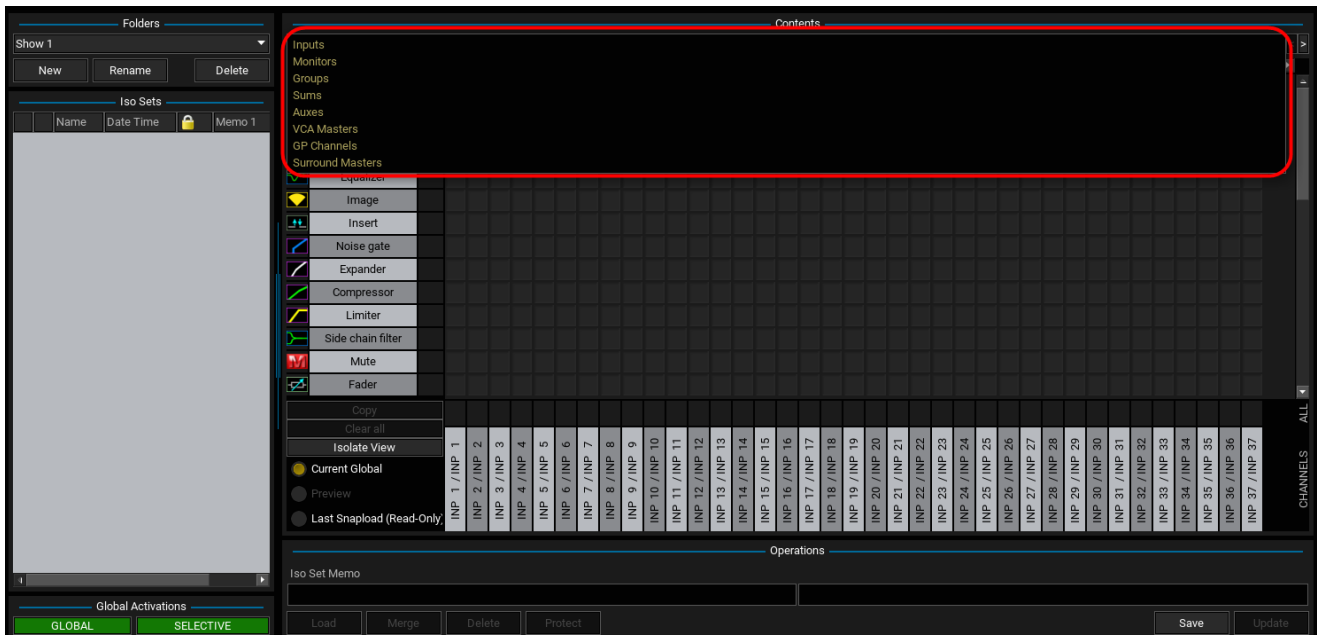 Folders
Show 1
New Rename Delete
Iso Sets
Name Date Time Memo 1
Global Activations
GLOBAL SELECTIVE
Contents
>
Inputs
Monitors
Groups
Sums
Auxes
VCA Masters
GP Channels
Surround Masters
Equalizer
Image
Insert
Noise gate
Expander
Compressor
Limiter
Side chain filter
Mute
Fader
Copy
Clear all
Isolate View
Current Global
Preview
Last Snapload (Read-Only)
INP 1 / INP 1
INP 2 / INP 2
INP 3 / INP 3
INP 4 / INP 4
INP 5 / INP 5
INP 6 / INP 6
INP 7 / INP 7
INP 8 / INP 8
INP 9 / INP 9
INP 10 / INP 10
INP 11 / INP 11
INP 12 / INP 12
INP 13 / INP 13
INP 14 / INP 14
INP 15 / INP 15
INP 16 / INP 16
INP 17 / INP 17
INP 18 / INP 18
INP 19 / INP 19
INP 20 / INP 20
INP 21 / INP 21
INP 22 / INP 22
INP 23 / INP 23
INP 24 / INP 24
INP 25 / INP 25
INP 26 / INP 26
INP 27 / INP 27
INP 28 / INP 28
INP 29 / INP 29
INP 30 / INP 30
INP 31 / INP 31
INP 32 / INP 32
INP 33 / INP 33
INP 34 / INP 34
INP 35 / INP 35
INP 36 / INP 36
INP 37 / INP 37
CHANNELS ALL
Operations
Iso Set Memo
Load Merge Delete Protect Save Update